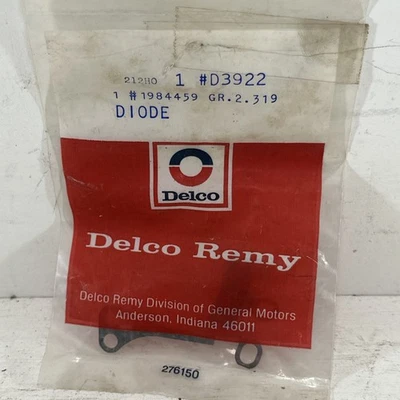 212HO 1 #D3922
1 #1984459 GR.2.319
DIODE
Delco
Delco Remy
Delco Remy Division of General Motors
Anderson, Indiana 46011
276150